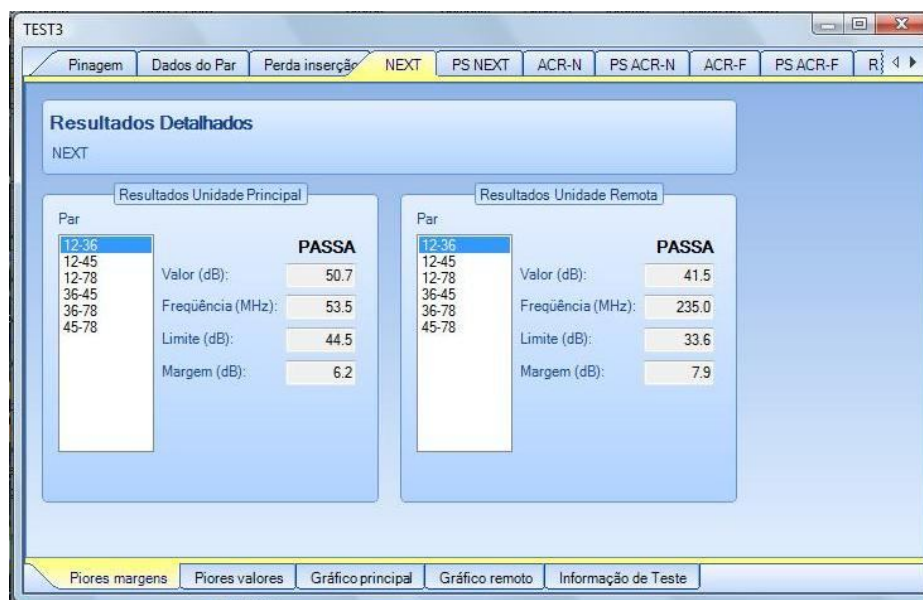 TEST3
Pinagem Dados do Par Perda inserção NEXT PS NEXT ACR-N PS ACR-N ACR-F PS ACR-F
Resultados Detalhados
NEXT
Resultados Unidade Principal
Par
12-36
12-45
12-78
36-45
36-78
45-78
PASSA
Valor (dB): 50.7
Freqüência (MHz): 53.5
Limite (dB): 44.5
Margem (dB): 6.2
Resultados Unidade Remota
Par
12-36
12-45
12-78
36-45
36-78
45-78
PASSA
Valor (dB): 41.5
Freqüência (MHz): 235.0
Limite (dB): 33.6
Margem (dB): 7.9
Piores margens Piores valores Gráfico principal Gráfico remoto Informação de Teste